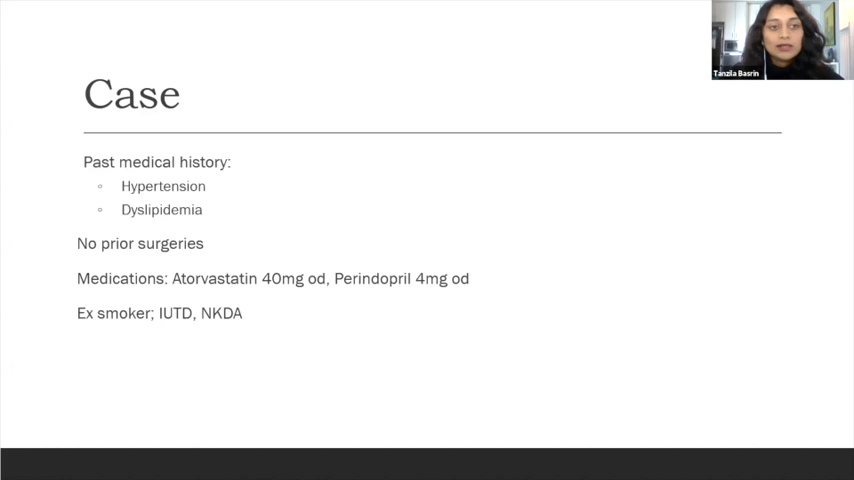 Tanzila Basrin
Case
Past medical history:
Hypertension
Dyslipidemia
No prior surgeries
Medications: Atorvastatin 40mg od, Perindopril 4mg od
Ex smoker; IUTD, NKDA